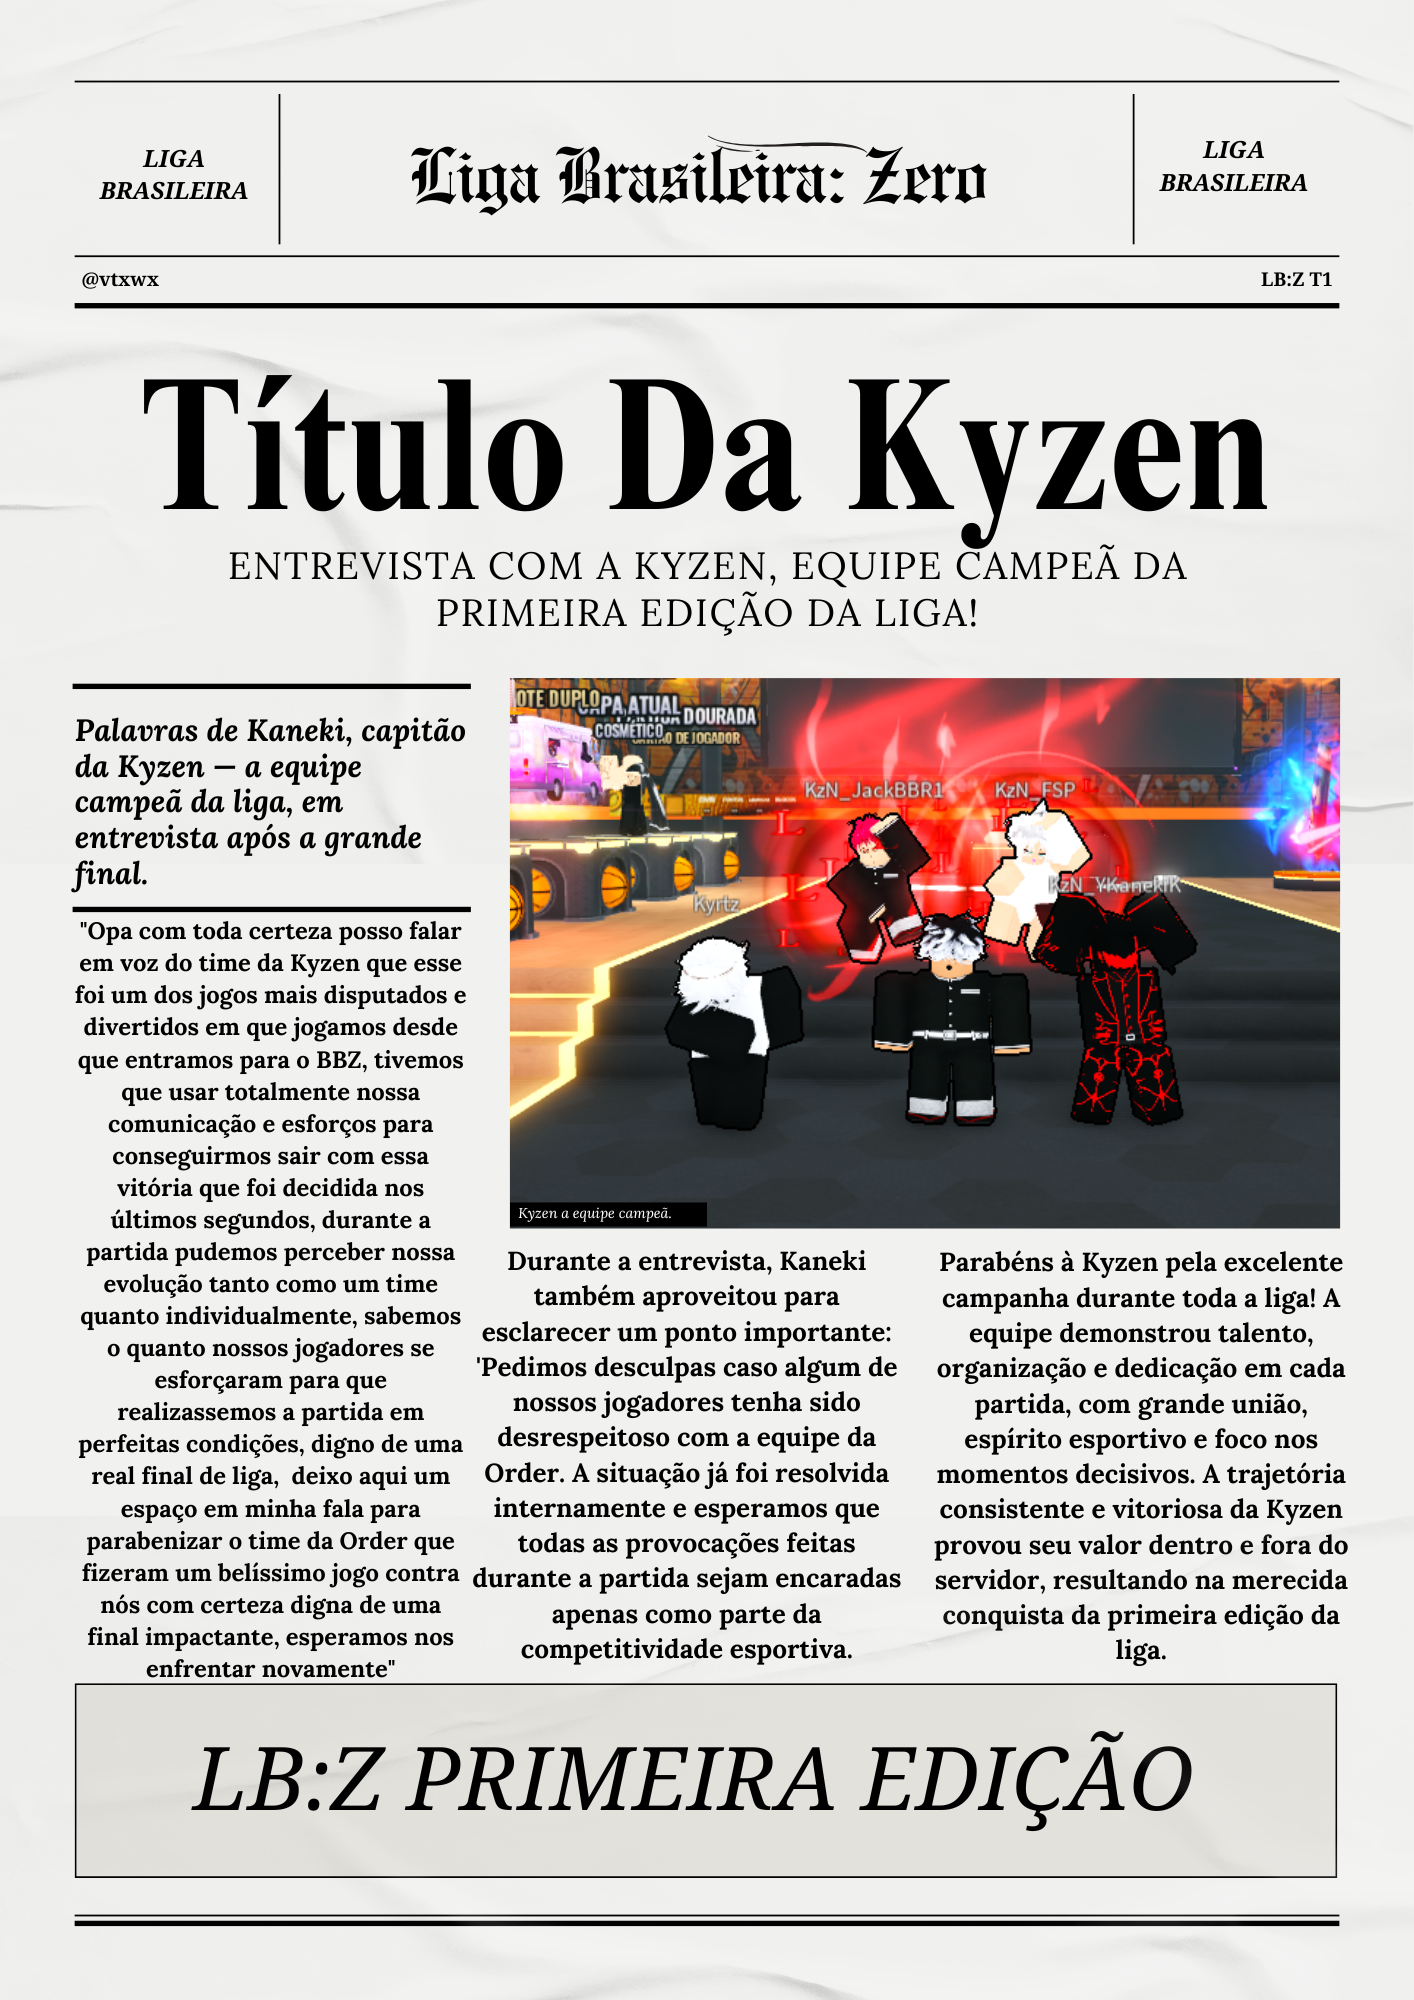 LIGA
BRASILEIRA
Liga Brasileira: Zero
LIGA
BRASILEIRA
@vtxwx
LB:Z T1
Título Da Kyzen
ENTREVISTA COM A KYZEN, EQUIPE CAMPEÃ DA
PRIMEIRA EDIÇÃO DA LIGA!
Palavras de Kaneki, capitão
da Kyzen — a equipe
campeã da liga, em
entrevista após a grande
final.
"Opa com toda certeza posso falar
em voz do time da Kyzen que esse
foi um dos jogos mais disputados e
divertidos em que jogamos desde
que entramos para o BBZ, tivemos
que usar totalmente nossa
comunicação e esforços para
conseguirmos sair com essa
vitória que foi decidida nos
últimos segundos, durante a
partida pudemos perceber nossa
evolução tanto como um time
quanto individualmente, sabemos
o quanto nossos jogadores se
esforçaram para que
realizassemos a partida em
perfeitas condições, digno de uma
real final de liga,  deixo aqui um
espaço em minha fala para
parabenizar o time da Order que
fizeram um belíssimo jogo contra
nós com certeza digna de uma
final impactante, esperamos nos
enfrentar novamente"
OTE DUPLO
PA ATUAL
DOURADA
COSMÉTICO
DE JOGADOR
KzN_JackBBR1
KzN_FSP
KzN_YKanekiK
Kyrtz
Kyzen a equipe campeã.
Durante a entrevista, Kaneki
também aproveitou para
esclarecer um ponto importante:
'Pedimos desculpas caso algum de
nossos jogadores tenha sido
desrespeitoso com a equipe da
Order. A situação já foi resolvida
internamente e esperamos que
todas as provocações feitas
durante a partida sejam encaradas
apenas como parte da
competitividade esportiva.
Parabéns à Kyzen pela excelente
campanha durante toda a liga! A
equipe demonstrou talento,
organização e dedicação em cada
partida, com grande união,
espírito esportivo e foco nos
momentos decisivos. A trajetória
consistente e vitoriosa da Kyzen
provou seu valor dentro e fora do
servidor, resultando na merecida
conquista da primeira edição da
liga.
LB:Z PRIMEIRA EDIÇÃO